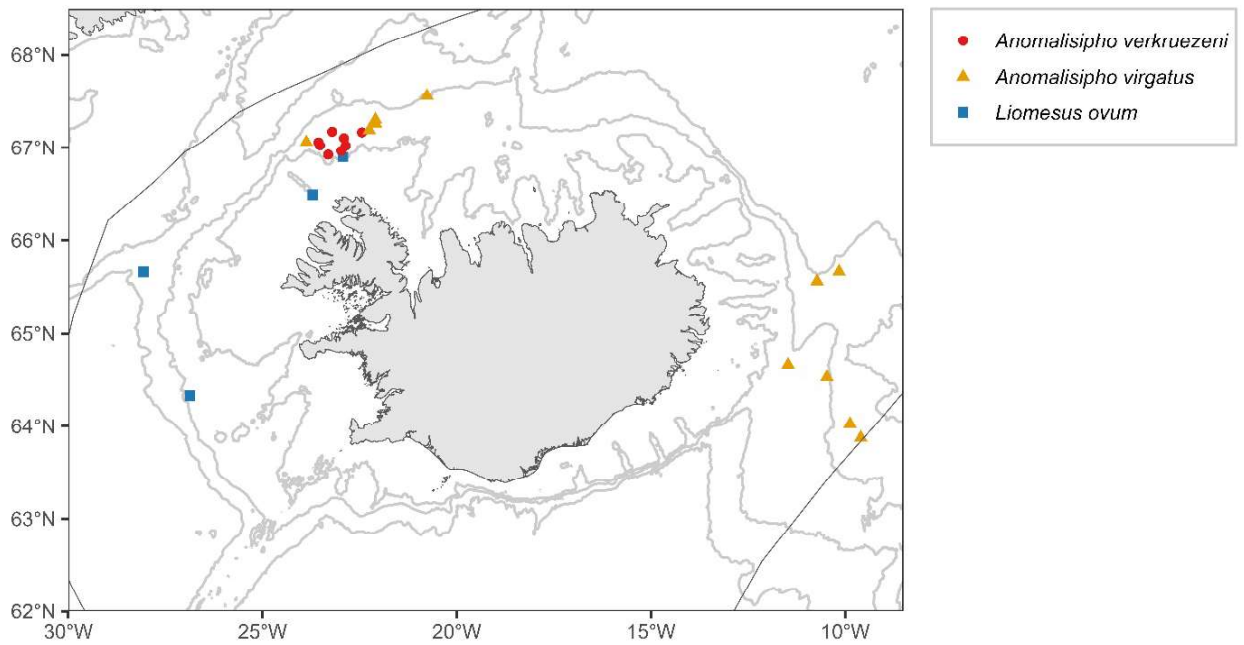 68°N
67°N
66°N
65°N
64°N
63°N
62°N
30°W 25°W 20°W 15°W 10°W
Anomalisipho verkruezeni
Anomalisipho virgatus
Liomesus ovum